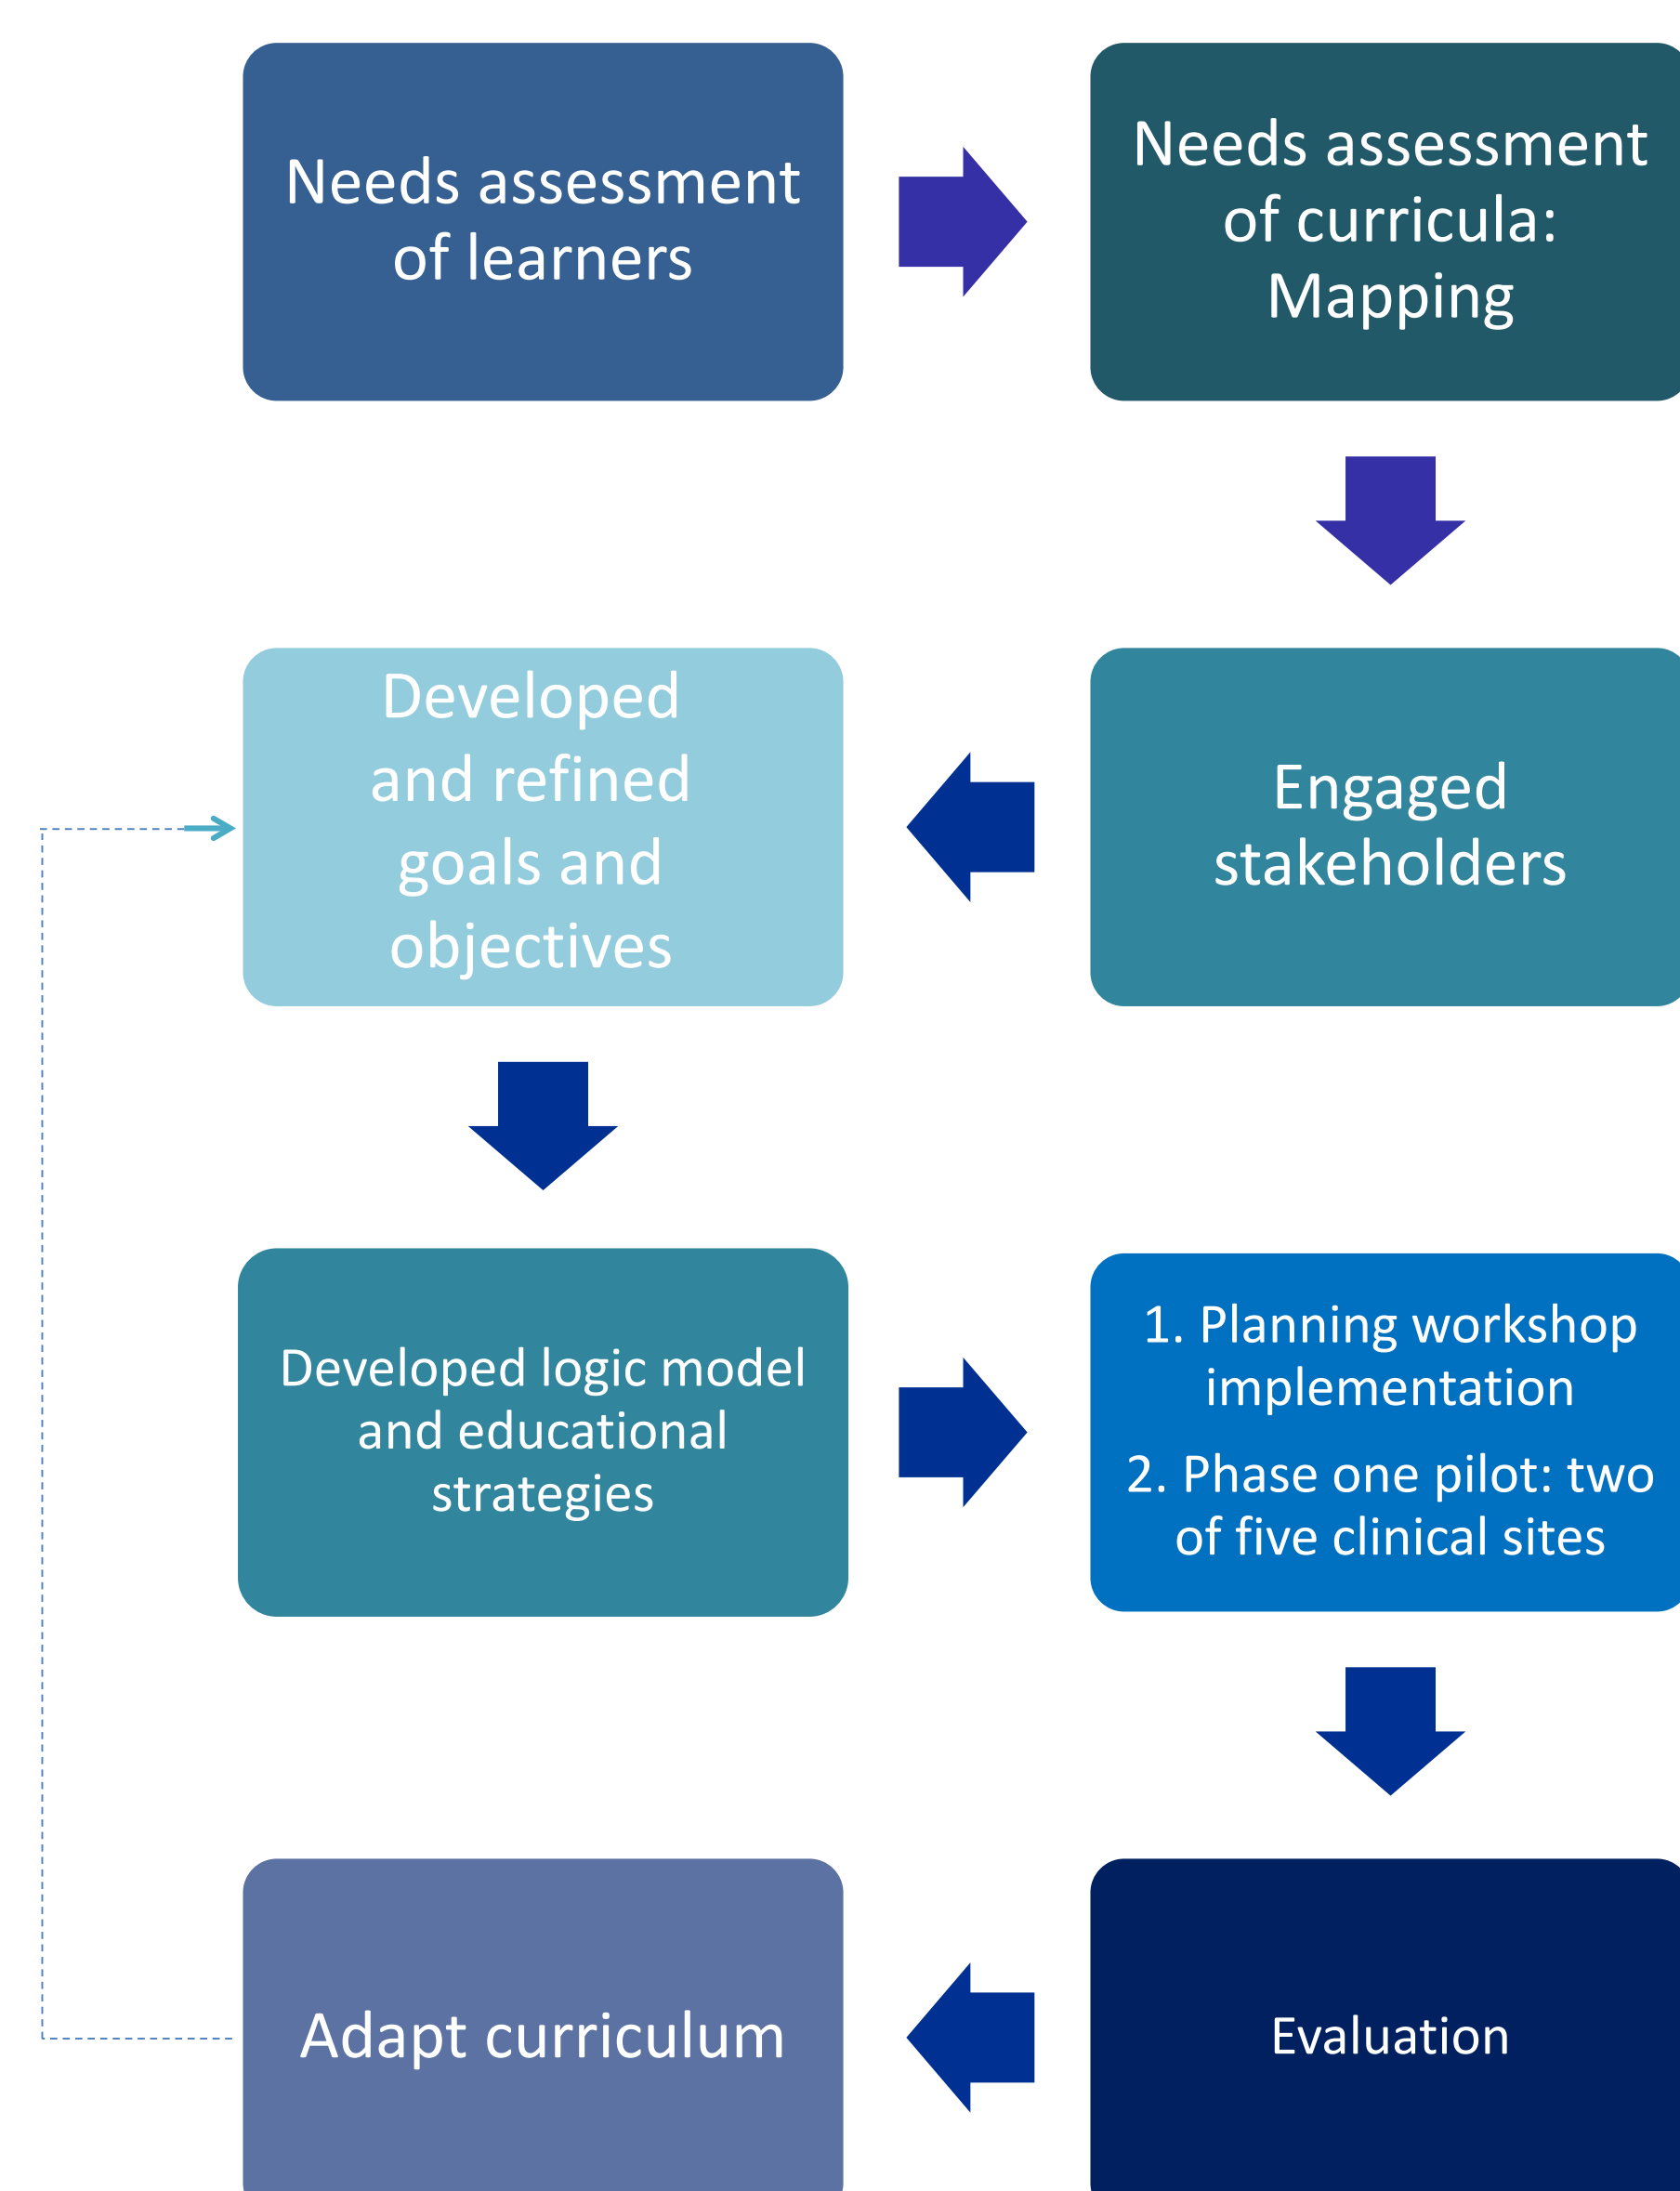 Needs assessment
of learners
Needs assessment
of curricula:
Mapping
Developed
and refined
goals and
objectives
Engaged
stakeholders
Developed logic model
and educational
strategies
1. Planning workshop
implementation
2. Phase one pilot: two
of five clinical sites
Adapt curriculum
Evaluation